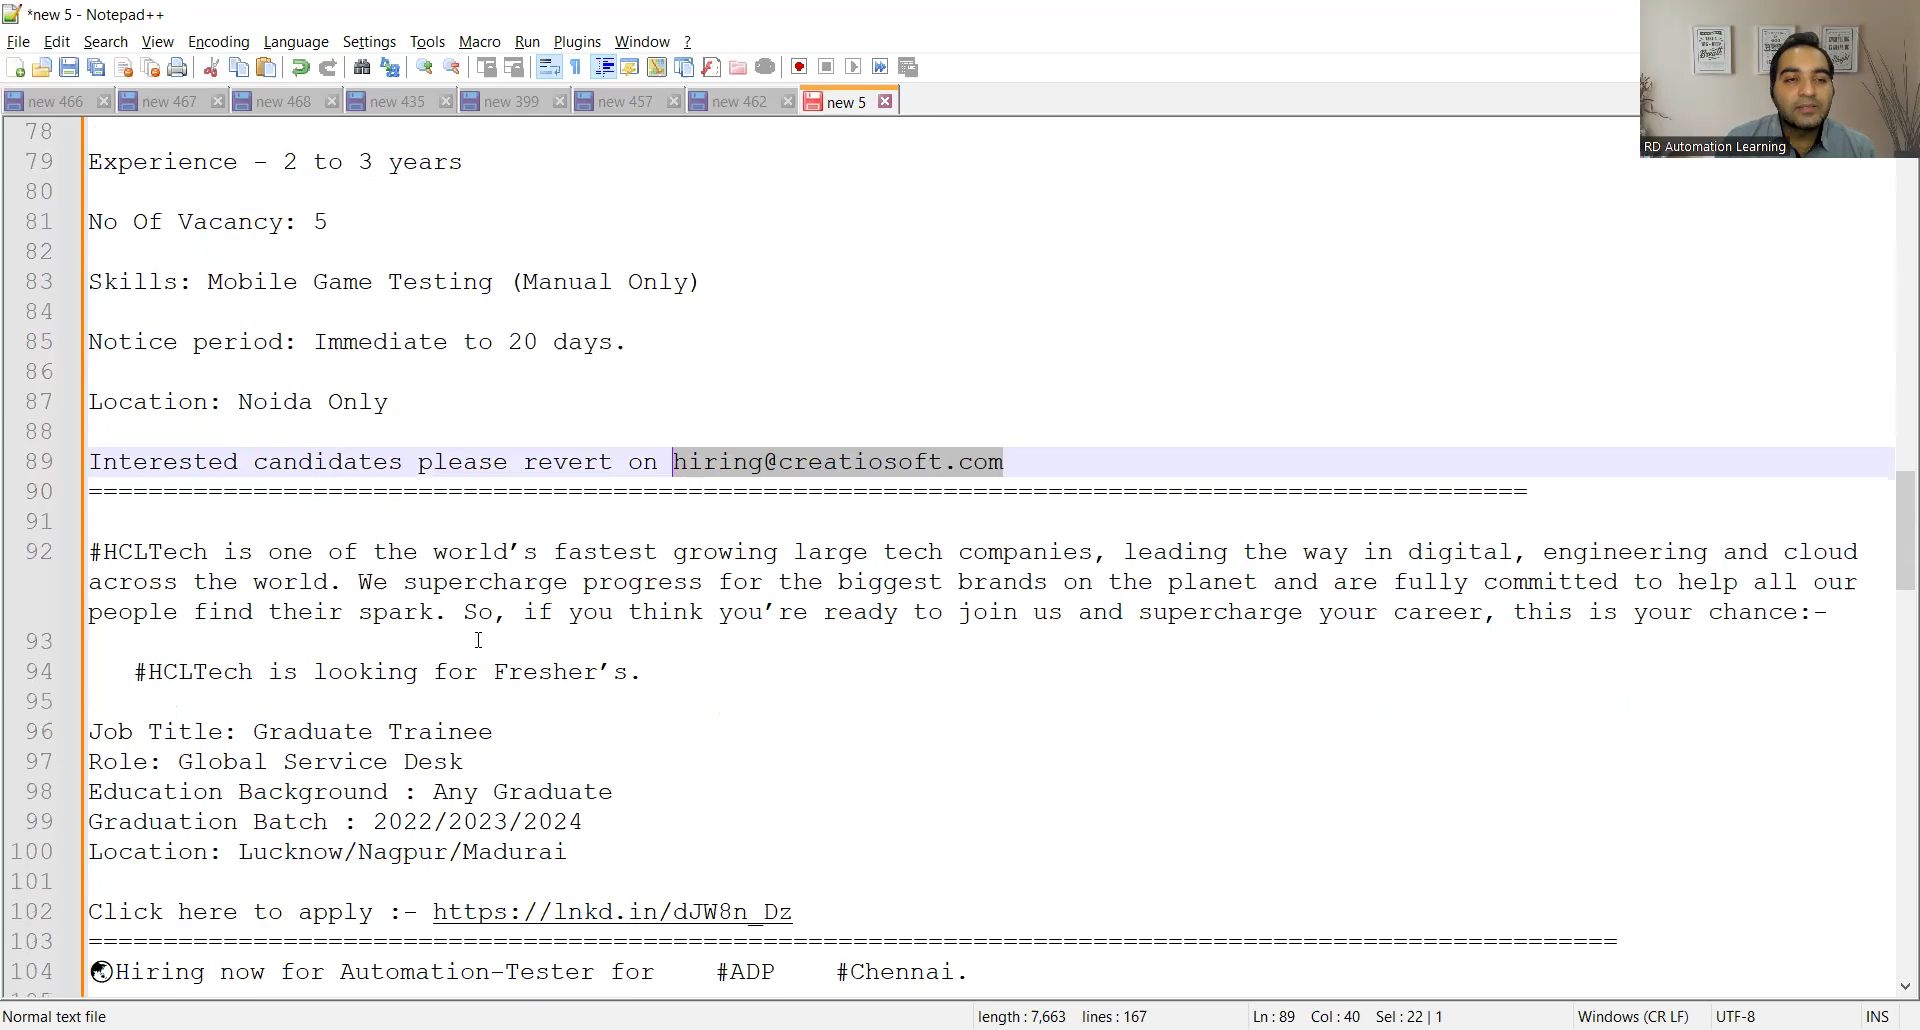 *new 5 - Notepad++
File Edit Search View Encoding Language Settings Tools Macro Run Plugins Window ?
new 466 new 467 new 468 new 435 new 399 new 457 new 462 new 5
RD Automation Learning
78
79 Experience - 2 to 3 years
80
81 No Of Vacancy: 5
82
83 Skills: Mobile Game Testing (Manual Only)
84
85 Notice period: Immediate to 20 days.
86
87 Location: Noida Only
88
89 Interested candidates please revert on hiring@creatiosoft.com
90 ================================================================================================
91
92 #HCLTech is one of the world’s fastest growing large tech companies, leading the way in digital, engineering and cloud
across the world. We supercharge progress for the biggest brands on the planet and are fully committed to help all our
people find their spark. So, if you think you’re ready to join us and supercharge your career, this is your chance:-
93
94 #HCLTech is looking for Fresher’s.
95
96 Job Title: Graduate Trainee
97 Role: Global Service Desk
98 Education Background : Any Graduate
99 Graduation Batch : 2022/2023/2024
100 Location: Lucknow/Nagpur/Madurai
101
102 Click here to apply :- https://lnkd.in/dJW8n_Dz
103 ======================================================================================================
104 🌏Hiring now for Automation-Tester for #ADP #Chennai.
Normal text file length : 7,663 lines : 167 Ln : 89 Col : 40 Sel : 22 | 1 Windows (CR LF) UTF-8 INS